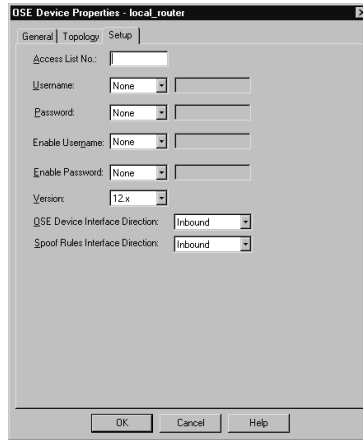 OSE Device Properties - local_router
General Topology Setup
Access List No.:
Username: None
Password: None
Enable Username: None
Enable Password: None
Version: 12.x
OSE Device Interface Direction: Inbound
Spoof Rules Interface Direction: Inbound
OK Cancel Help